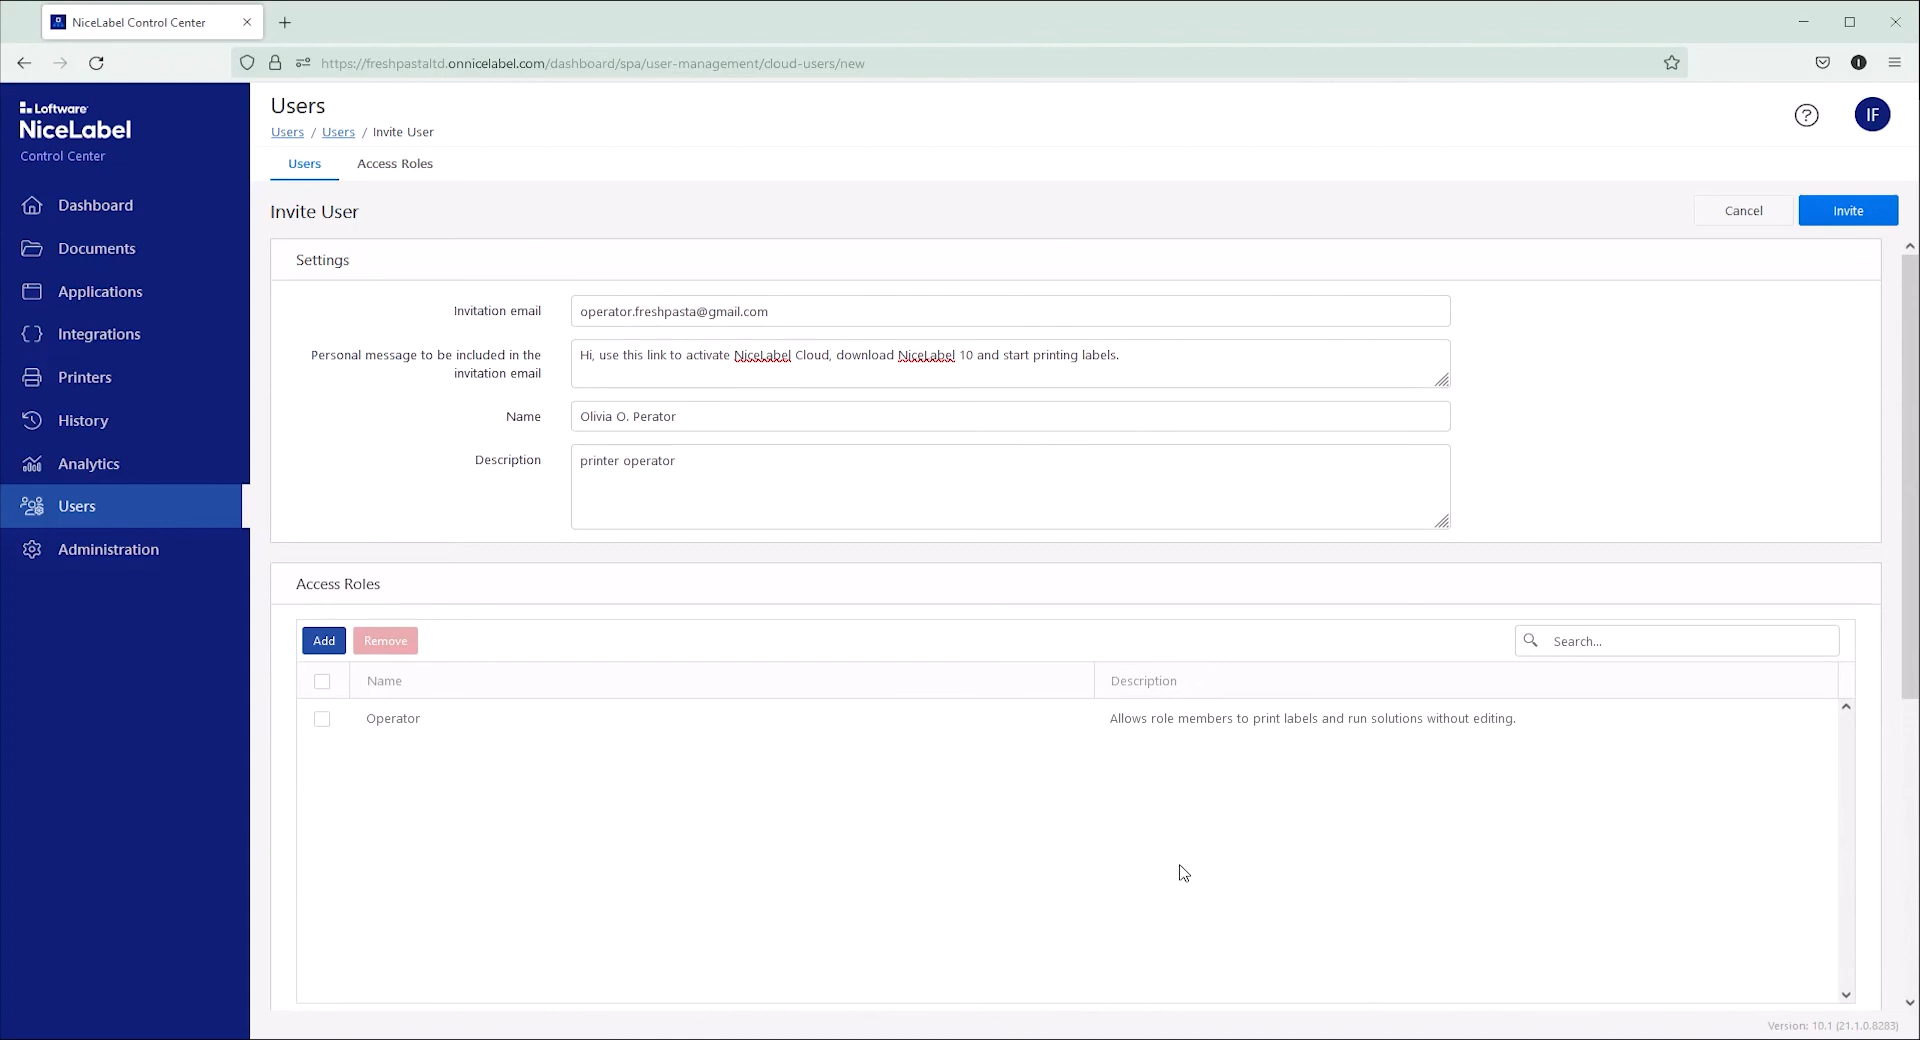 NiceLabel Control Center
https://freshpastaltd.onnicelabel.com/dashboard/spa/user-management/cloud-users/new
Loftware
NiceLabel
Control Center
Dashboard
Documents
Applications
Printers
History
Analytics
Users
Administration
Integrations
Users
Users / Users / Invite User
IF
Users Access Roles
Invite User
Cancel Invite
Settings
Invitation email operator.freshpasta@gmail.com
Personal message to be included in the
invitation email
Hi, use this link to activate NiceLabel Cloud, download NiceLabel 10 and start printing labels.
Name Olivia O. Perator
Description printer operator
Access Roles
Add Remove Search...
Name Description
Operator Allows role members to print labels and run solutions without editing.
Version: 10.1 (21.1.0.8283)